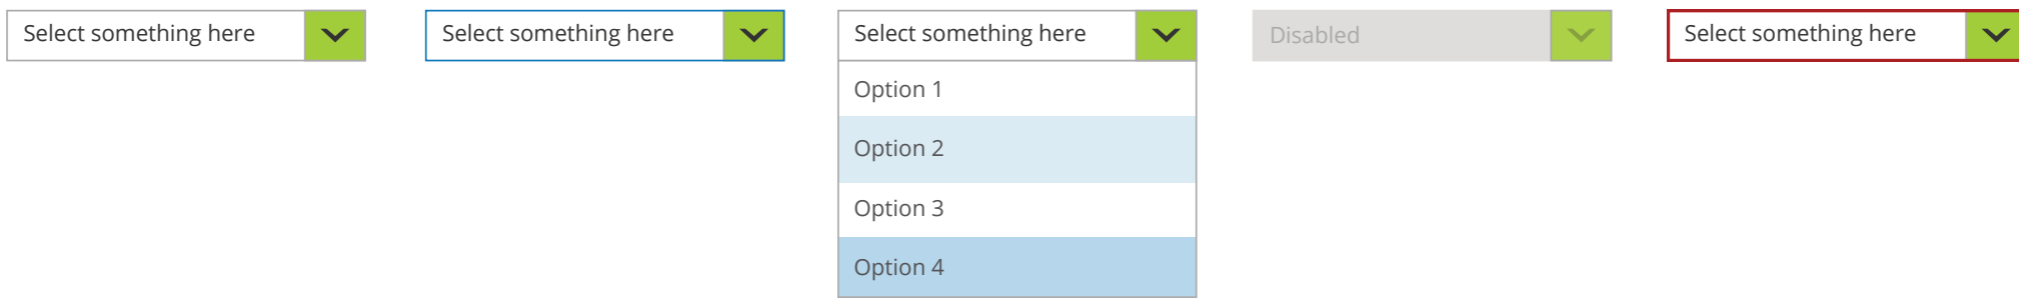 Select something here
Select something here
Select something here
Option 1
Option 2
Option 3
Option 4
Disabled
Select something here